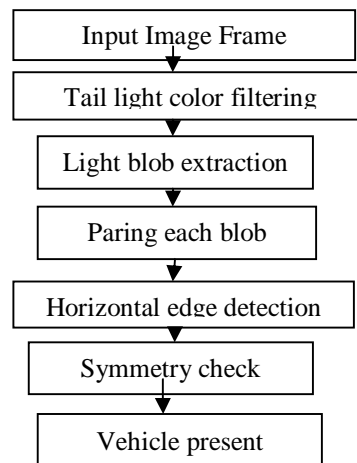 Input Image Frame
Tail light color filtering
Light blob extraction
Paring each blob
Horizontal edge detection
Symmetry check
Vehicle present